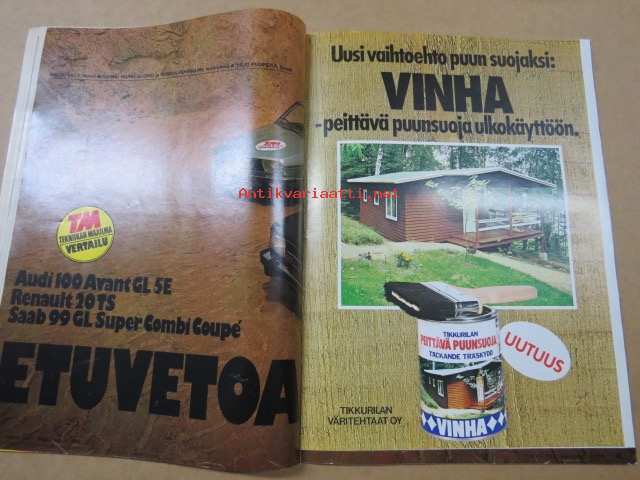 TM
TEKNIIKAN MAAILMA
VERTAILU
Audi 100 Avant GL 5E
Renault 20 TS
Saab 99 GL Super Combi Coupé
ETUVETOA
Antikvariaatti.net
Uusi vaihtoehto puun suojaksi:
VINHA
-peittävä puunsuoja ulkokäyttöön.
TIKKURILAN
PEITTÄVÄ PUUNSUOJA
TÄCKANDE TRÄSKYDD
VINHA
UUTUUS
TIKKURILAN
VÄRITEHTAAT OY